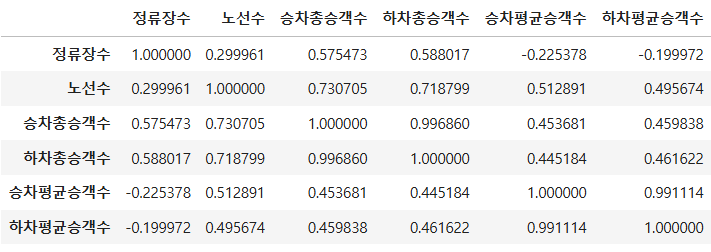 정류장수 노선수 승차총승객수 하차총승객수 승차평균승객수 하차평균승객수
정류장수 1.000000 0.299961 0.575473 0.588017 -0.225378 -0.199972
노선수 0.299961 1.000000 0.730705 0.718799 0.512891 0.495674
승차총승객수 0.575473 0.730705 1.000000 0.996860 0.453681 0.459838
하차총승객수 0.588017 0.718799 0.996860 1.000000 0.445184 0.461622
승차평균승객수 -0.225378 0.512891 0.453681 0.445184 1.000000 0.991114
하차평균승객수 -0.199972 0.495674 0.459838 0.461622 0.991114 1.000000